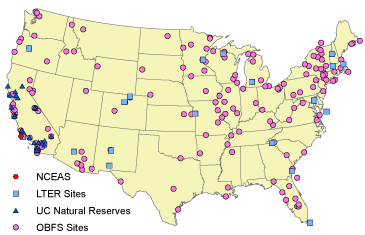 NCEAS
LTER Sites
UC Natural Reserves
OBFS Sites